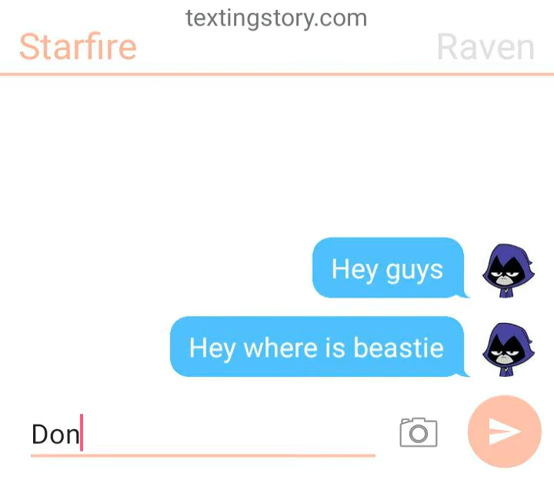 textingstory.com
Starfire
Raven
Hey guys
Hey where is beastie
Don